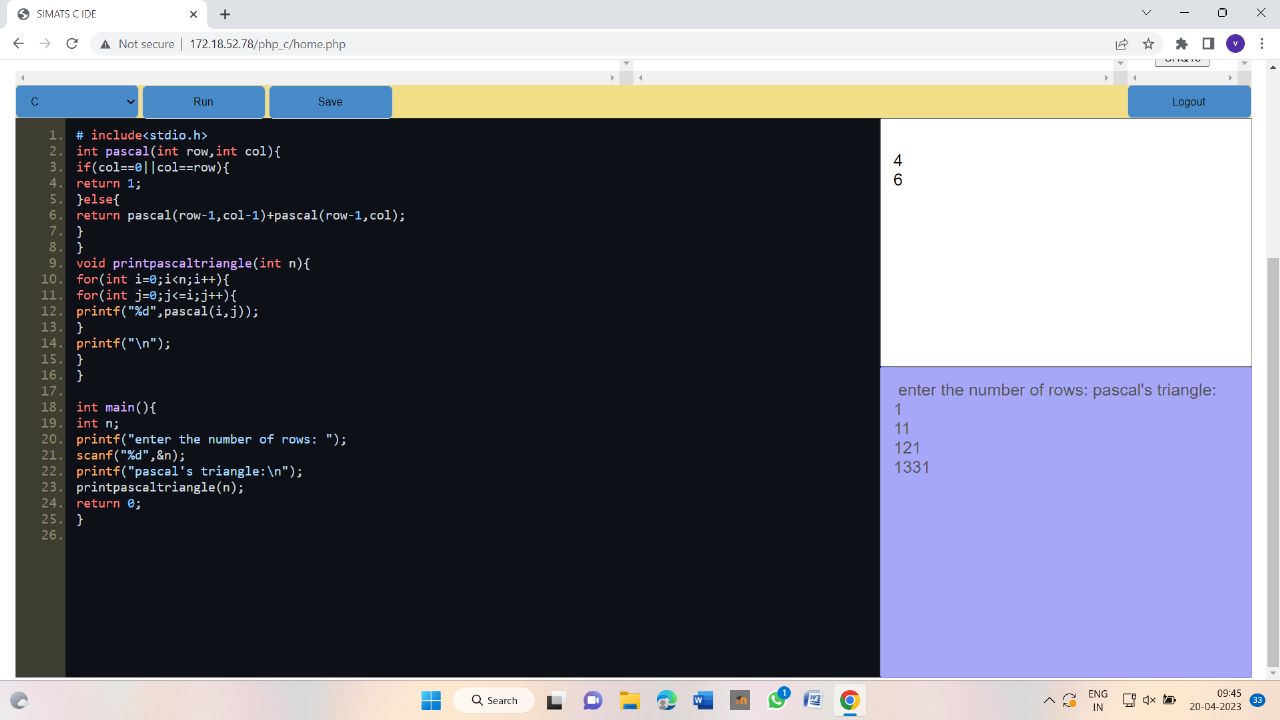 SIMATS C IDE
Not secure | 172.18.52.78/php_c/home.php
V
C
Run
Save
Logout
1. # include<stdio.h>
2. int pascal(int row,int col){
3. if(col==0||col==row){
4. return 1;
5. }else{
6. return pascal(row-1,col-1)+pascal(row-1,col);
7. }
8. }
9. void printpascaltriangle(int n){
10. for(int i=0;i<n;i++){
11. for(int j=0;j<=i;j++){
12. printf("%d",pascal(i,j));
13. }
14. printf("\n");
15. }
16. }
17.
18. int main(){
19. int n;
20. printf("enter the number of rows: ");
21. scanf("%d",&n);
22. printf("pascal's triangle:\n");
23. printpascaltriangle(n);
24. return 0;
25. }
26.
4
6
enter the number of rows: pascal's triangle:
1
11
121
1331
Search
1
ENG
IN
09:45
20-04-2023
33